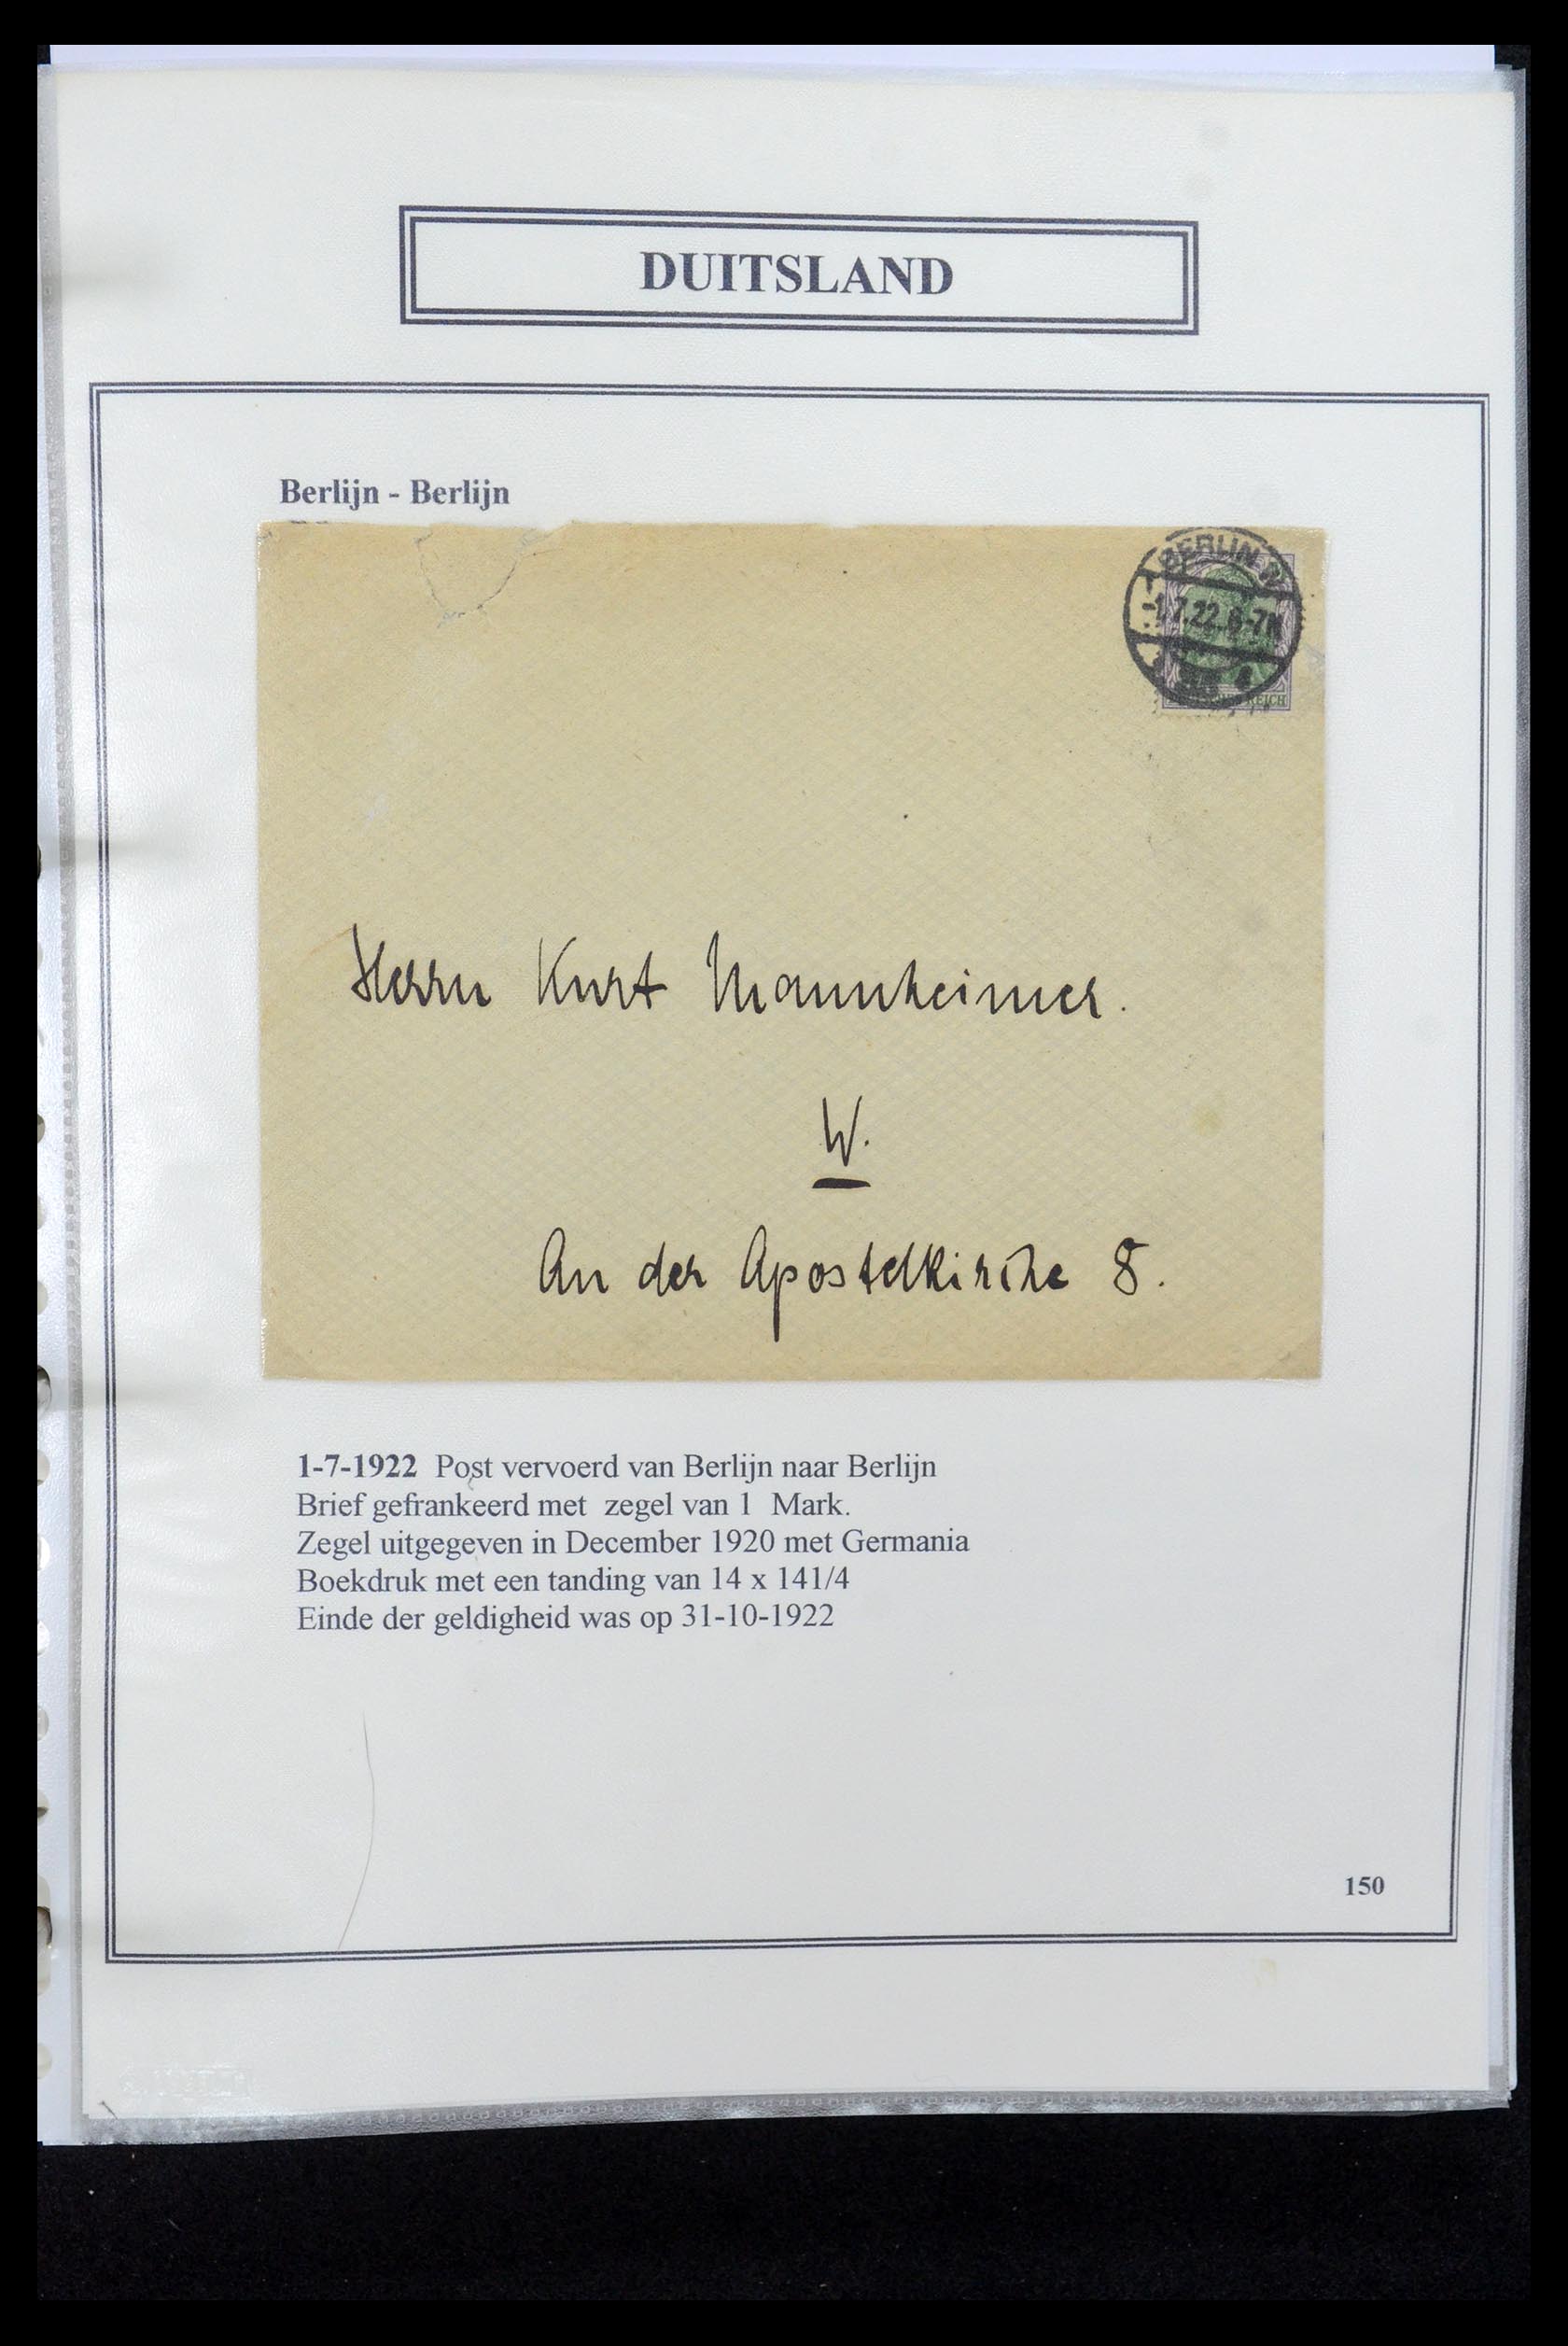 DUITSLAND
Berlijn - Berlijn
BERLIN
-1.7.22.6-7N
REICH
Herrn Kurt Mannheimer.
W.
An der Apostelkirche 8.
1-7-1922 Post vervoerd van Berlijn naar Berlijn
Brief gefrankeerd met zegel van 1 Mark.
Zegel uitgegeven in December 1920 met Germania
Boekdruk met een tanding van 14 x 141/4
Einde der geldigheid was op 31-10-1922
150